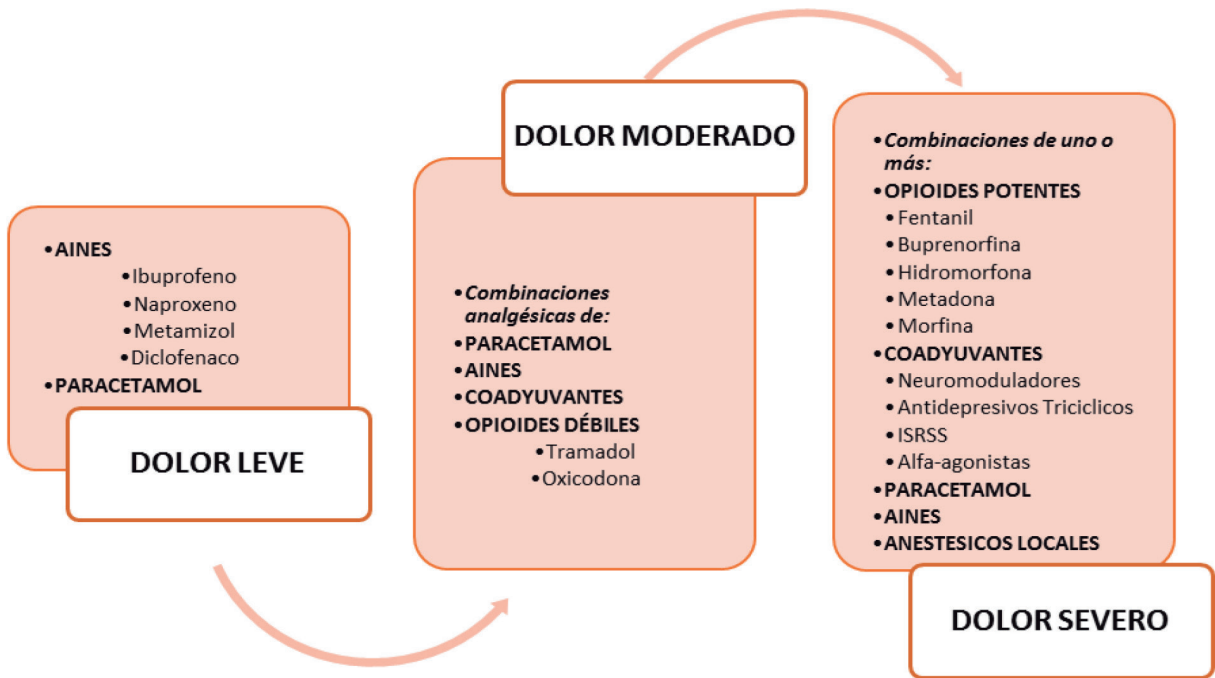 •AINES
•Ibuprofeno
•Naproxeno
•Metamizol
•Diclofenaco
•PARACETAMOL
DOLOR LEVE
DOLOR MODERADO
•Combinaciones
analgésicas de:
•PARACETAMOL
•AINES
•COADYUVANTES
•OPIOIDES DÉBILES
•Tramadol
•Oxicodona
•Combinaciones de uno o
más:
•OPIOIDES POTENTES
•Fentanil
•Buprenorfina
•Hidromorfona
•Metadona
•Morfina
•COADYUVANTES
•Neuromoduladores
•Antidepresivos Triciclicos
•ISRSS
•Alfa-agonistas
•PARACETAMOL
•AINES
•ANESTESICOS LOCALES
DOLOR SEVERO